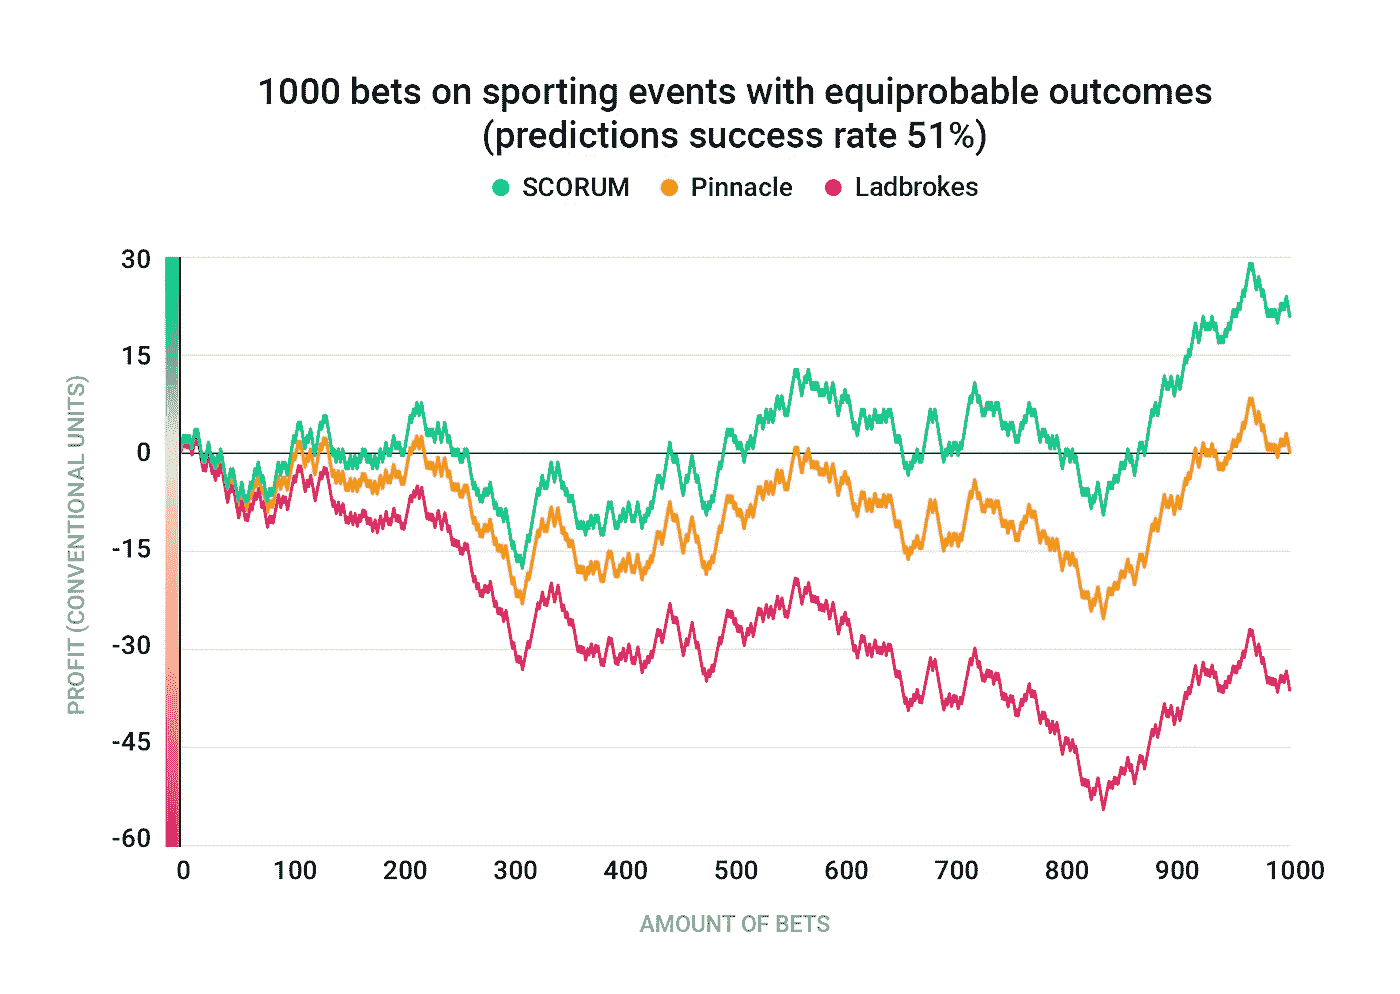 1000 bets on sporting events with equiprobable outcomes
(predictions success rate 51%)
SCORUM Pinnacle Ladbrokes
30
15
0
-15
-30
-45
-60
PROFIT (CONVENTIONAL UNITS)
0 100 200 300 400 500 600 700 800 900 1000
AMOUNT OF BETS